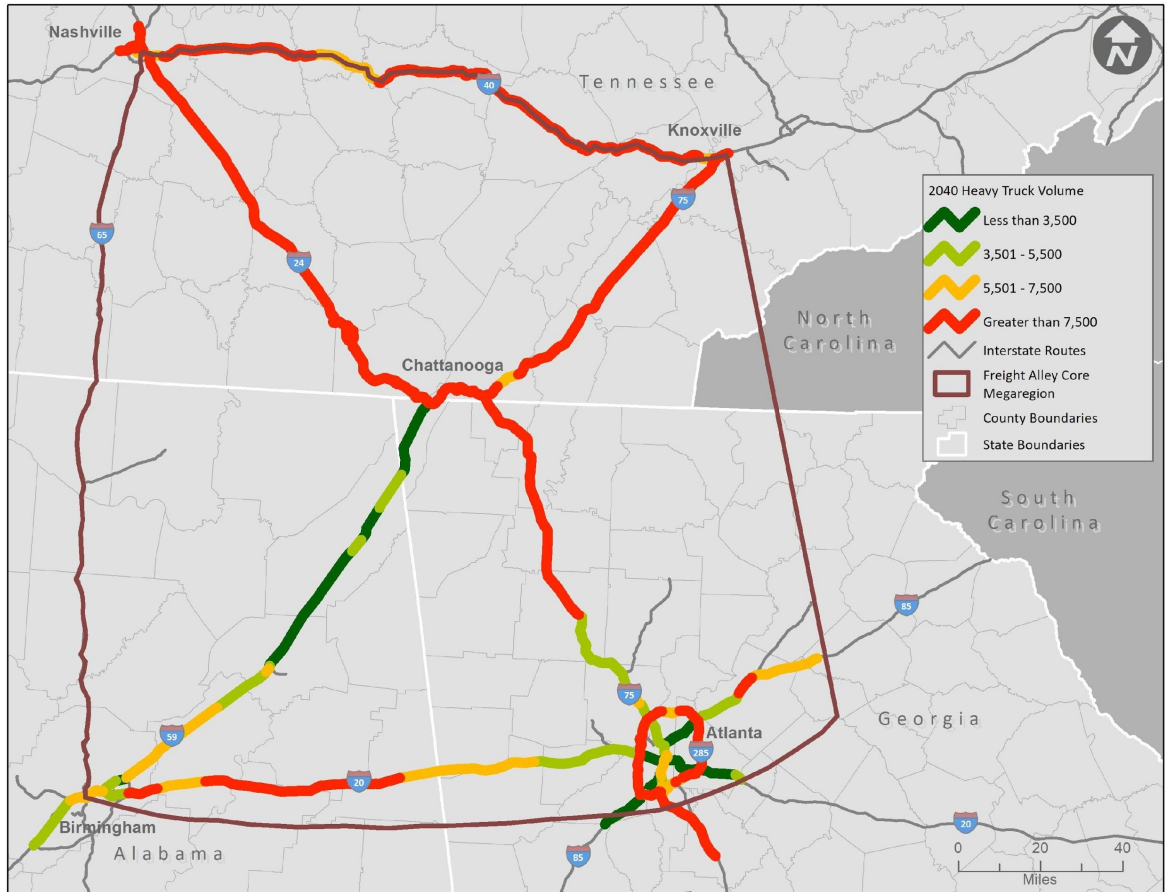 Nashville
N
Tennessee
40
Knoxville
75
2040 Heavy Truck Volume
Less than 3,500
3,501 - 5,500
5,501 - 7,500
Greater than 7,500
Interstate Routes
Freight Alley Core
Megaregion
County Boundaries
State Boundaries
65
24
North
Carolina
Chattanooga
South
Carolina
85
75
Georgia
59
Atlanta
285
20
Birmingham
Alabama
85
20
0 20 40
Miles